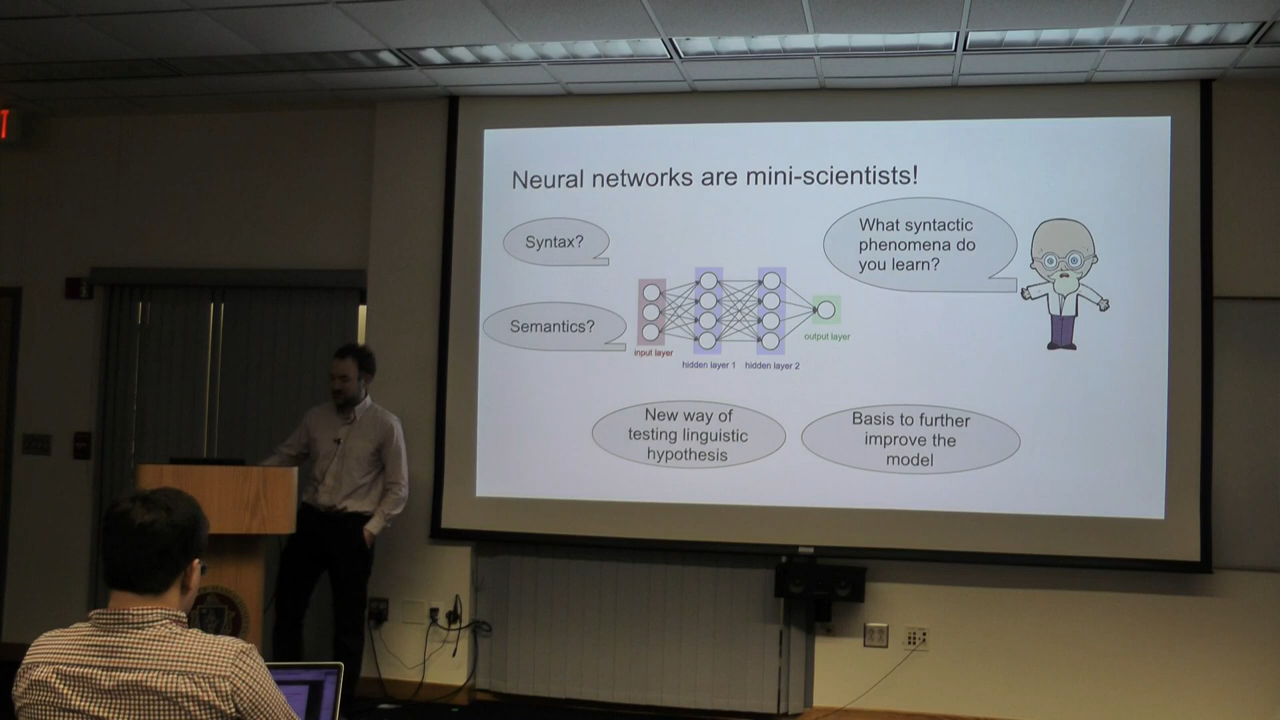 Neural networks are mini-scientists!
Syntax?
What syntactic
phenomena do
you learn?
Semantics?
input layer
hidden layer 1
hidden layer 2
output layer
New way of
testing linguistic
hypothesis
Basis to further
improve the
model